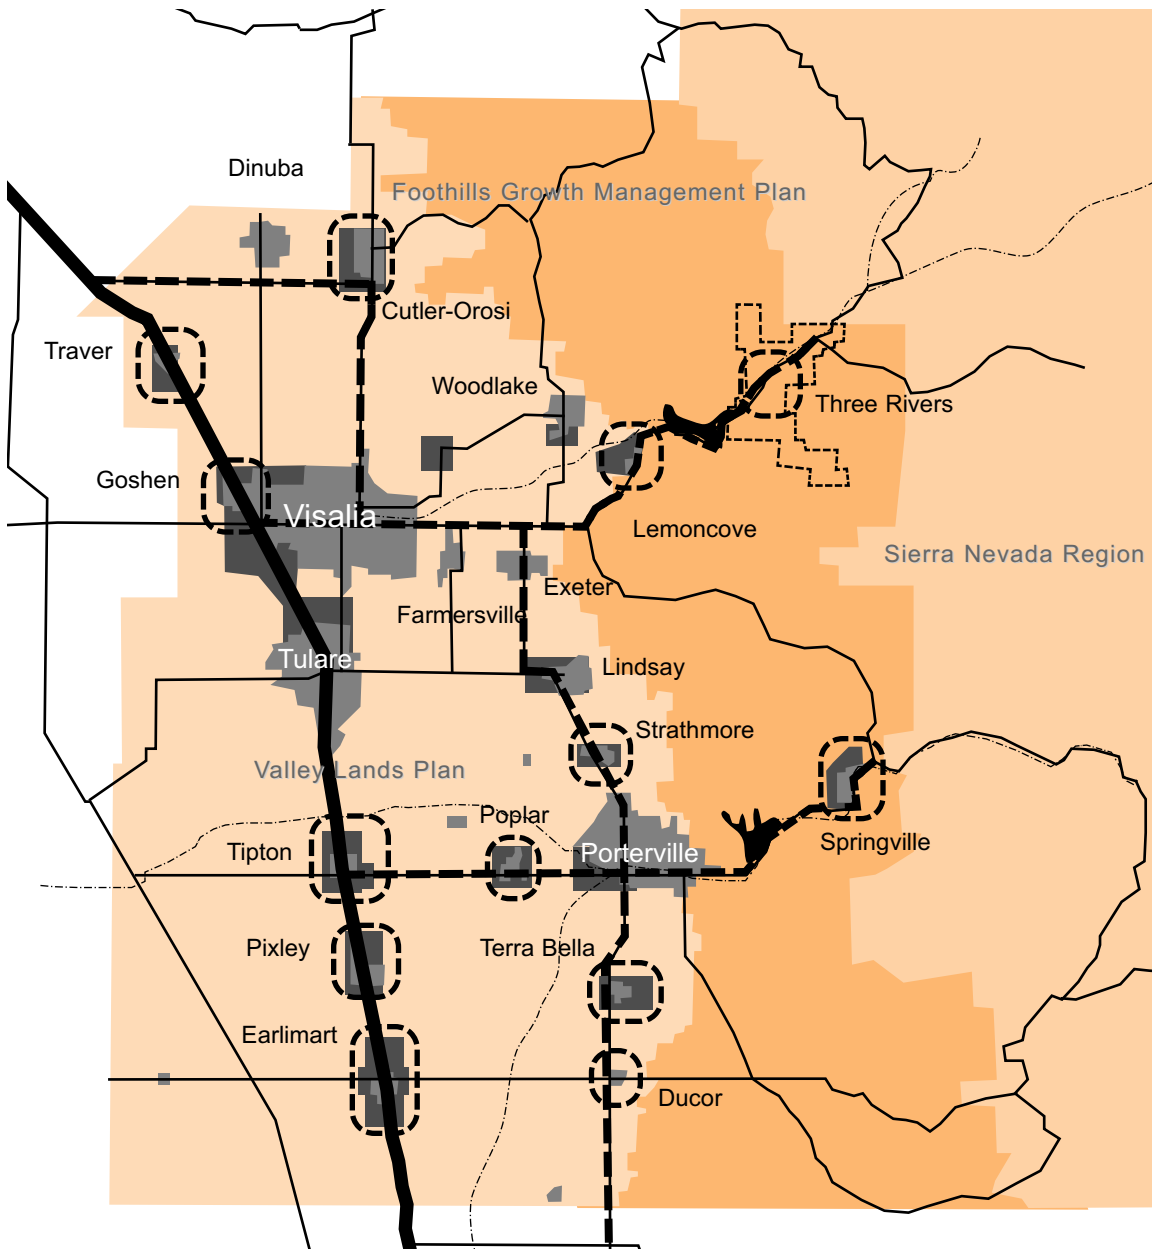 Dinuba
Foothills Growth Management Plan
Cutler-Orosi
Traver
Woodlake
Three Rivers
Goshen
Visalia
Lemoncove
Sierra Nevada Region
Exeter
Farmersville
Tulare
Lindsay
Strathmore
Valley Lands Plan
Poplar
Tipton
Porterville
Springville
Pixley
Terra Bella
Earlimart
Ducor